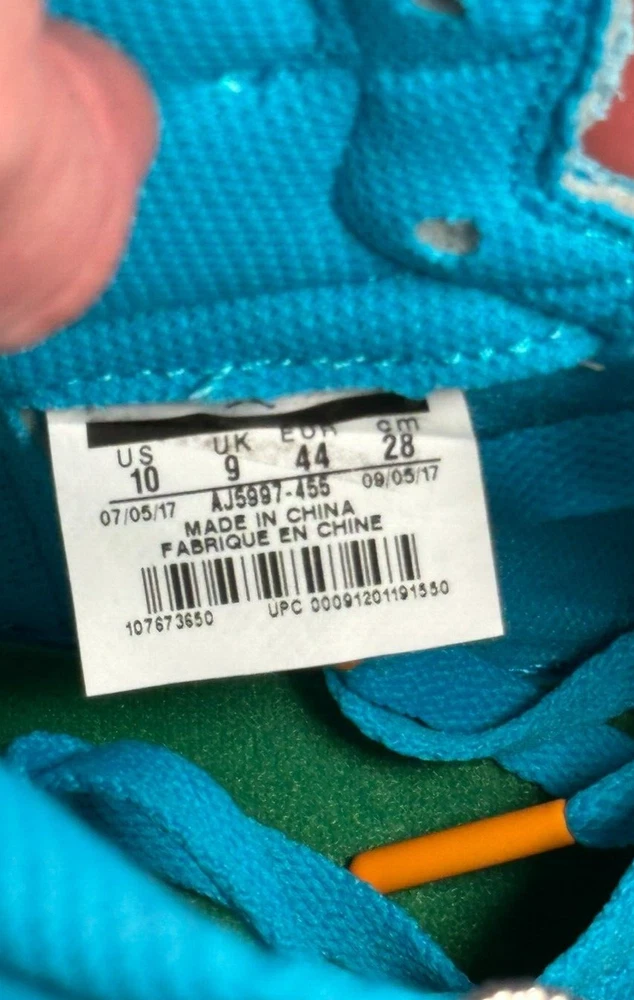 US UK EUR cm
10 9 44 28
07/05/17 AJ5997-455 09/05/17
MADE IN CHINA
FABRIQUE EN CHINE
107673650 UPC 00091201191550